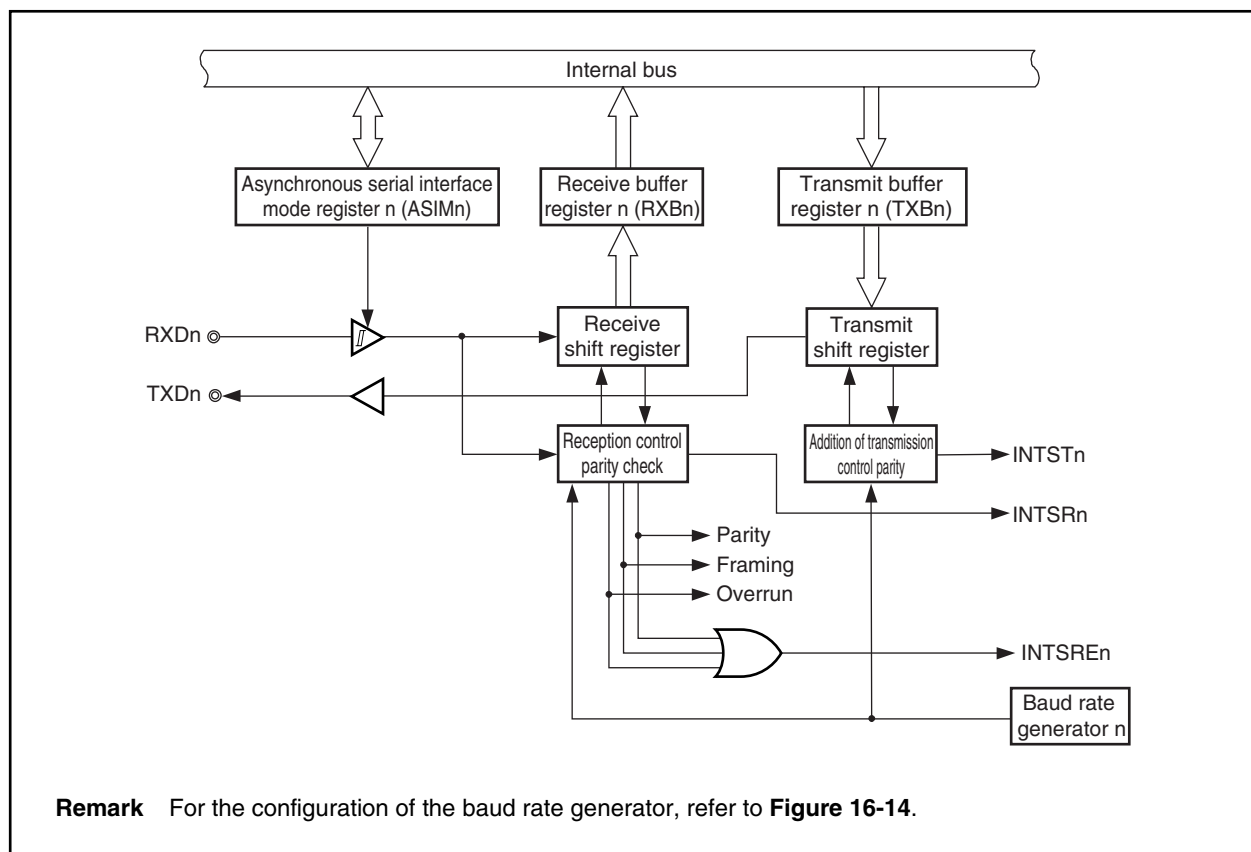 Internal bus
Asynchronous serial interface
mode register n (ASIMn)
Receive buffer
register n (RXBn)
Transmit buffer
register n (TXBn)
RXDn
Receive
shift register
Transmit
shift register
TXDn
Reception control
parity check
Addition of transmission
control parity
INTSTn
INTSRn
Parity
Framing
Overrun
INTSREn
Baud rate
generator n
Remark For the configuration of the baud rate generator, refer to Figure 16-14.